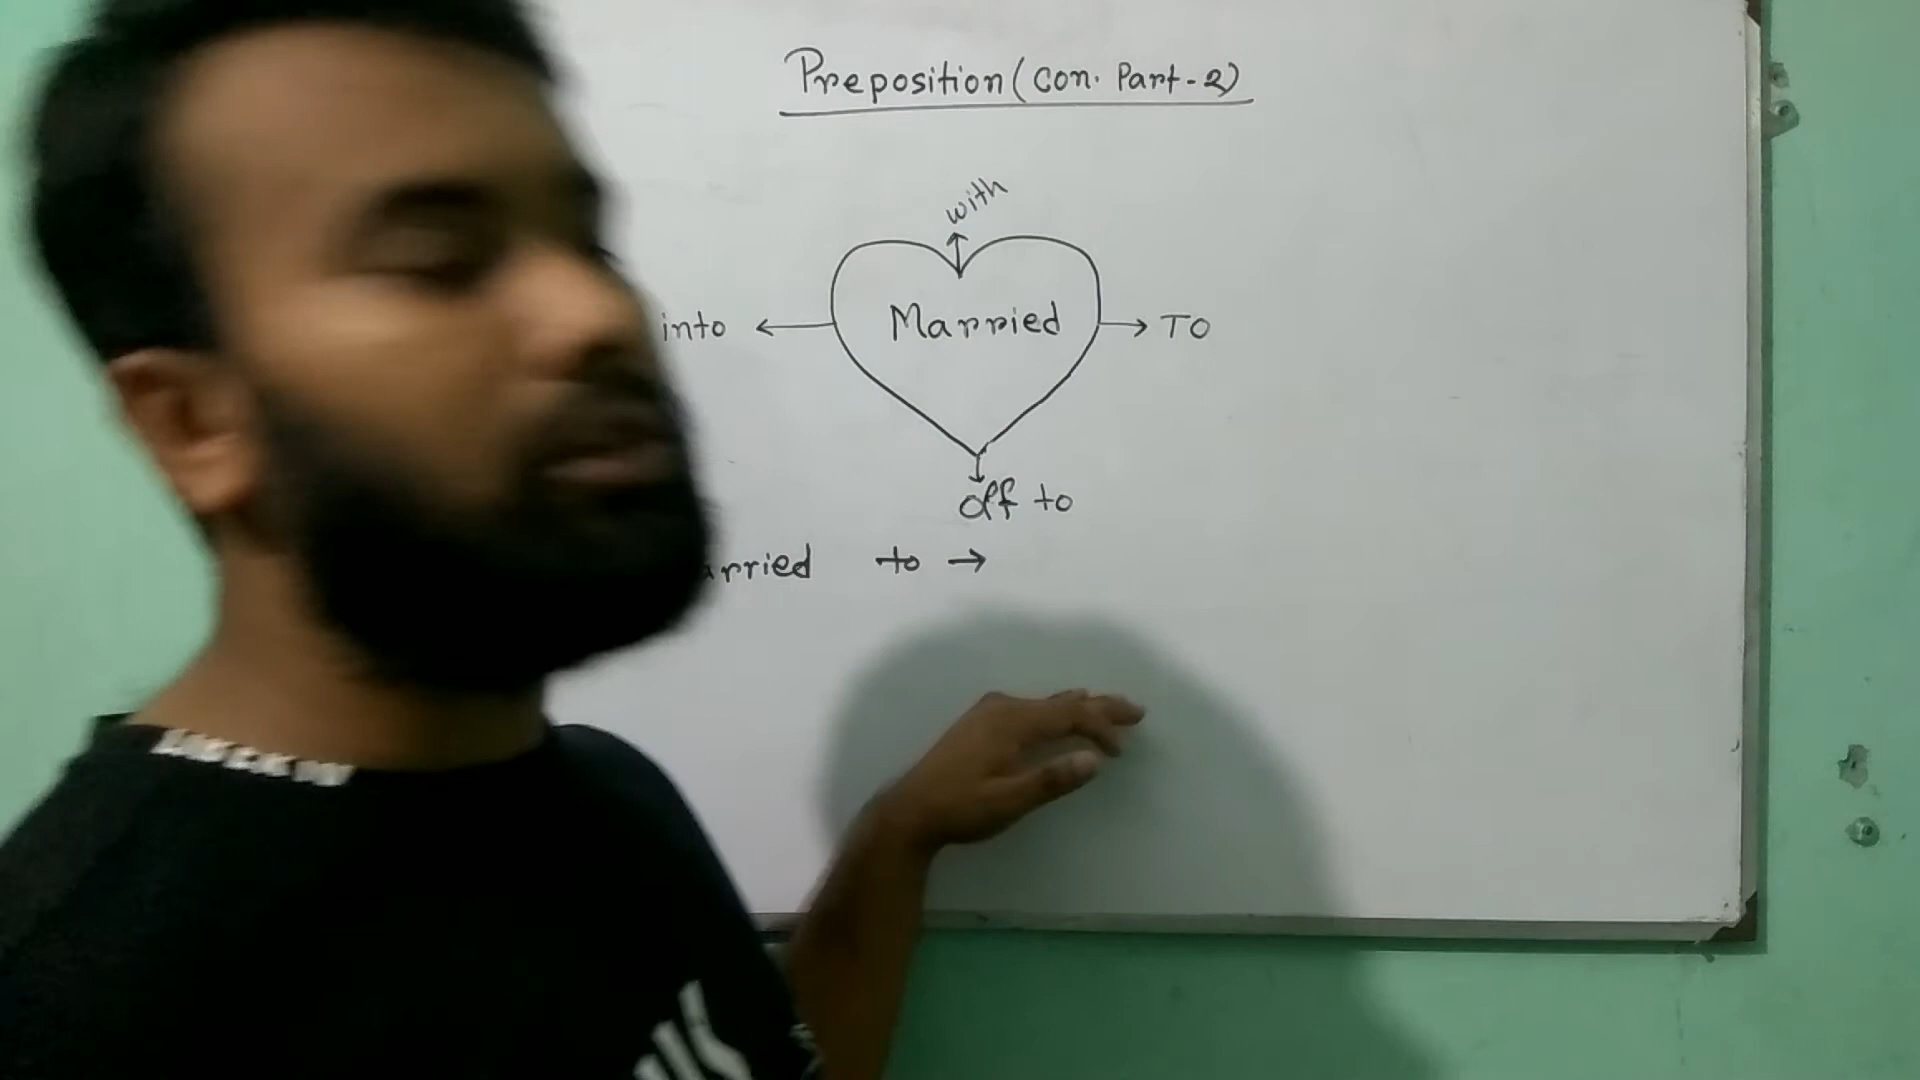 Preposition (Con. Part-2)
with
into ← Married → TO
off to
arried to →